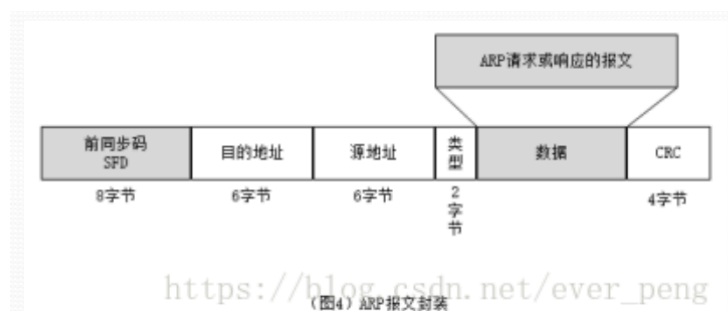 ARP请求或响应的报文
前同步码
SFD
目的地址
源地址
类型
数据
CRC
8字节
6字节
6字节
2字节
4字节
https://blog.csdn.net/ever_peng
（图4）ARP报文封装